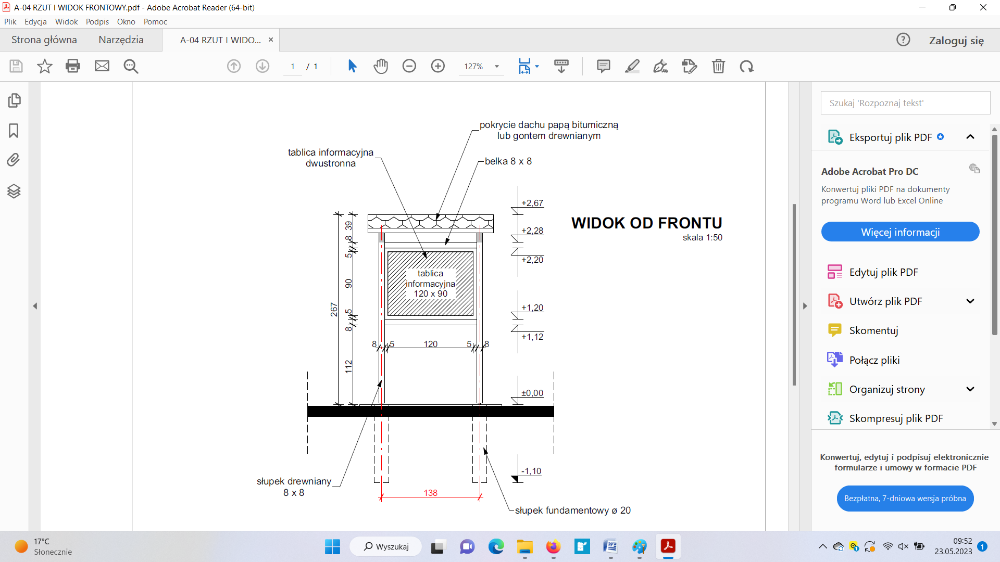 A-04 RZUT I WIDOK FRONTOWY.pdf - Adobe Acrobat Reader (64-bit)
Plik Edycja Widok Podpis Okno Pomoc
Strona główna Narzędzia A-04 RZUT I WIDO... × ? Zaloguj się
1 / 1 127%
pokrycie dachu papą bitumiczną
lub gontem drewnianym
tablica informacyjna
dwustronna
belka 8 x 8
+2,67
WIDOK OD FRONTU
skala 1:50
39
+2,28
8
5
+2,20
tablica
informacyjna
120 x 90
90
267
5
+1,20
8
+1,12
8 5 120 5 8
112
±0,00
-1,10
słupek drewniany
8 x 8
138
słupek fundamentowy ø 20
Szukaj 'Rozpoznaj tekst'
Eksportuj plik PDF
Adobe Acrobat Pro DC
Konwertuj pliki PDF na dokumenty
programu Word lub Excel Online
Więcej informacji
Edytuj plik PDF
Utwórz plik PDF
Skomentuj
Połącz pliki
Organizuj strony
Skompresuj plik PDF
Konwertuj, edytuj i podpisuj elektronicznie
formularze i umowy w formacie PDF
Bezpłatna, 7-dniowa wersja próbna
17°C
Słonecznie
Wyszukaj
09:52
23.05.2023
1